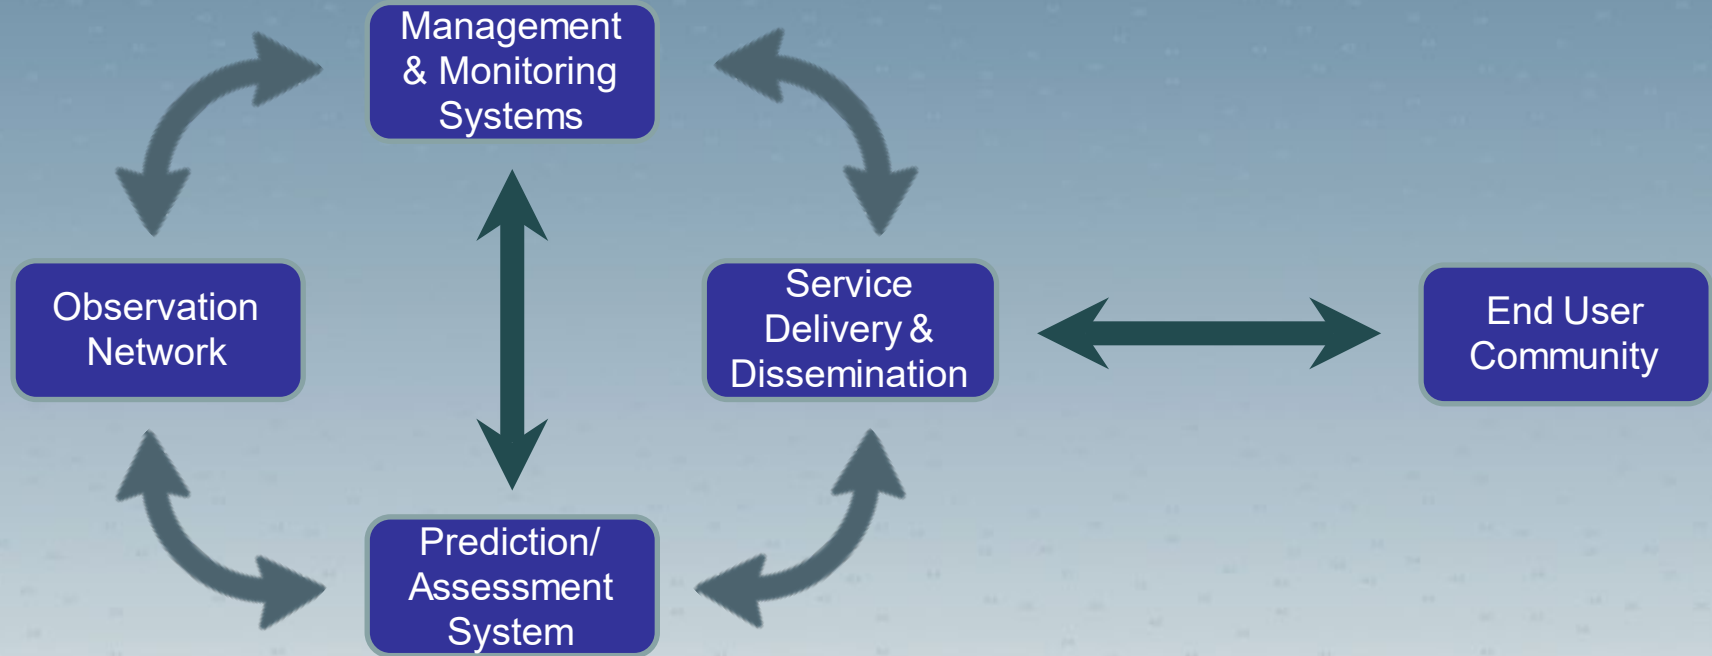 Management
& Monitoring
Systems
Observation
Network
Service
Delivery &
Dissemination
End User
Community
Prediction/
Assessment
System